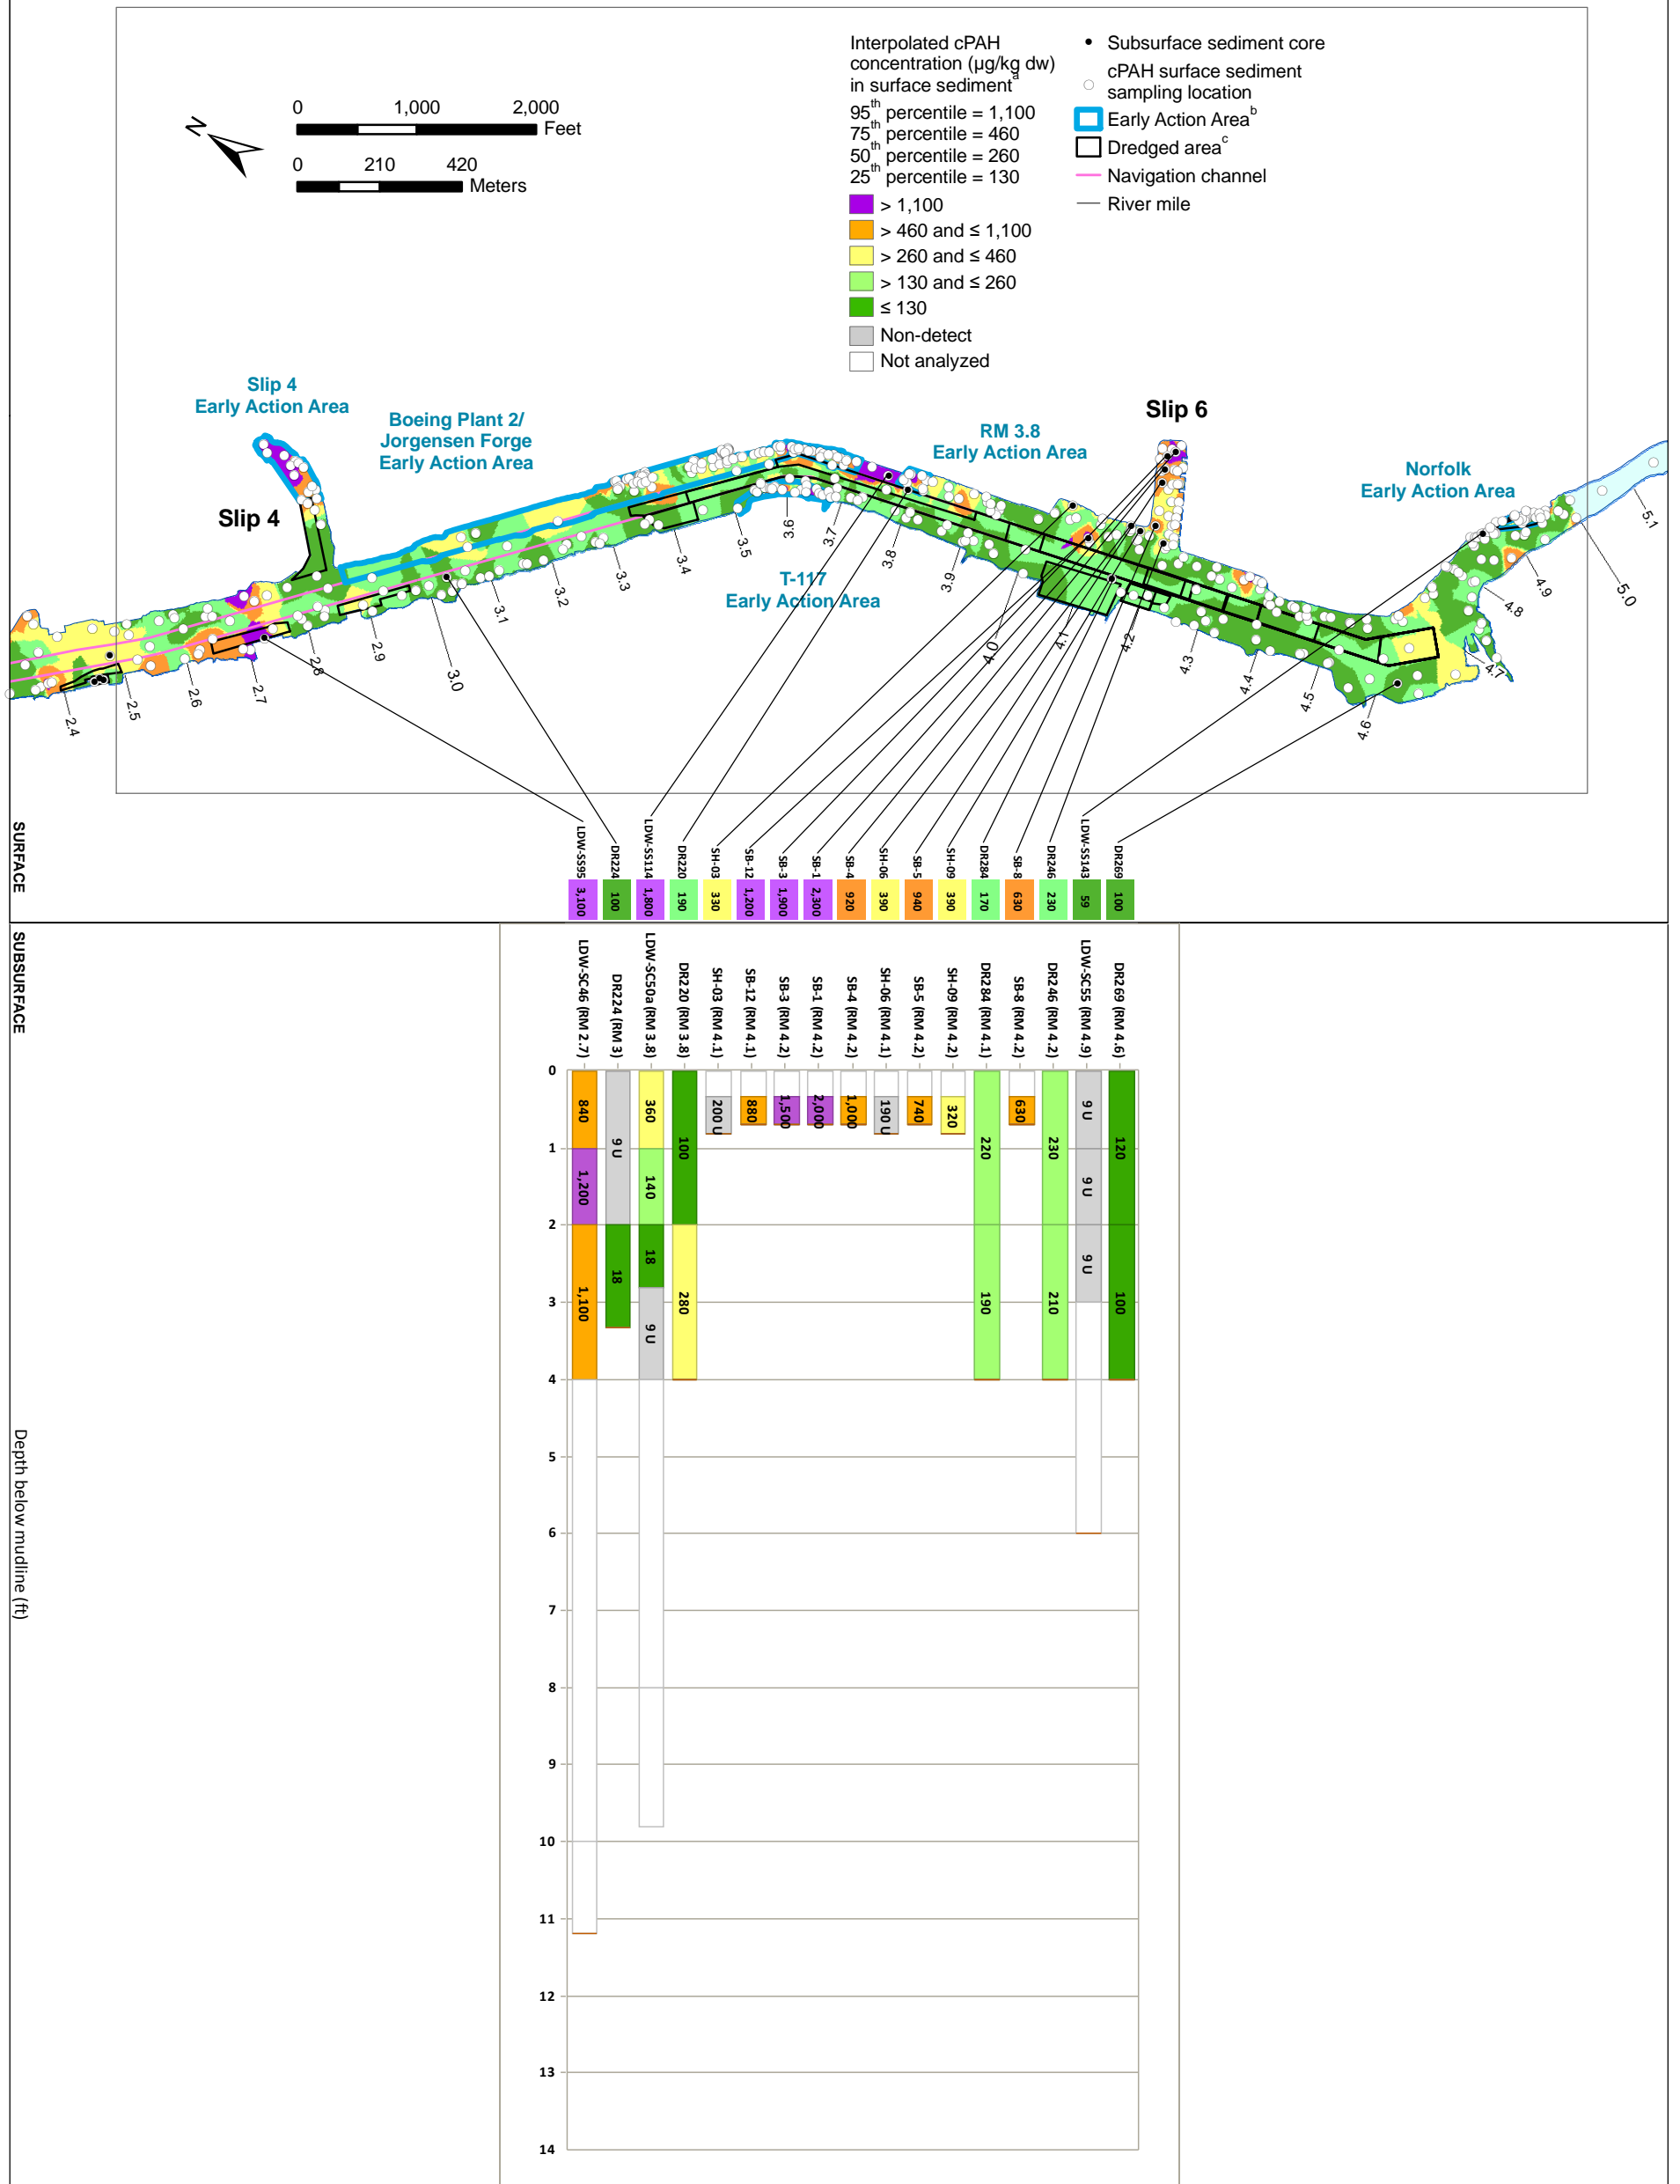 Interpolated cPAH
concentration (µg/kg dw)
in surface sediment a
95th percentile = 1,100
75th percentile = 460
50th percentile = 260
25th percentile = 130
> 1,100
> 460 and ≤ 1,100
> 260 and ≤ 460
> 130 and ≤ 260
≤ 130
Non-detect
Not analyzed
Subsurface sediment core
cPAH surface sediment
sampling location
Early Action Area b
Dredged area c
Navigation channel
River mile
N
0 1,000 2,000
Feet
0 210 420
Meters
Slip 4
Early Action Area
Boeing Plant 2/
Jorgensen Forge
Early Action Area
Slip 4
T-117
Early Action Area
RM 3.8
Early Action Area
Slip 6
Norfolk
Early Action Area
2.4
2.5
2.6
2.7
2.8
2.9
3.0
3.1
3.2
3.3
3.4
3.5
3.6
3.7
3.8
3.9
4.0
4.1
4.2
4.3
4.4
4.5
4.6
4.7
4.8
4.9
5.0
5.1
SURFACE
LDW-SS95 3,100
DR224 100
LDW-SS114 1,800
DR220 190
SH-03 330
SB-12 1,200
SB-3 1,900
SB-1 2,300
SB-4 920
SH-06 390
SB-5 940
SH-09 390
DR284 170
SB-8 630
DR246 230
LDW-SS143 59
DR269 100
SUBSURFACE
LDW-SC46 (RM 2.7)
DR224 (RM 3)
LDW-SC50a (RM 3.8)
DR220 (RM 3.8)
SH-03 (RM 4.1)
SB-12 (RM 4.1)
SB-3 (RM 4.2)
SB-1 (RM 4.2)
SB-4 (RM 4.2)
SH-06 (RM 4.1)
SB-5 (RM 4.2)
SH-09 (RM 4.2)
DR284 (RM 4.1)
SB-8 (RM 4.2)
DR246 (RM 4.2)
LDW-SC55 (RM 4.9)
DR269 (RM 4.6)
840
1,200
1,100
9 U
18
360
140
18
9 U
100
280
200 U
880
1,500
2,000
1,000
190 U
740
320
220
190
630
230
210
9 U
9 U
9 U
120
100
0
1
2
3
4
5
6
7
8
9
10
11
12
13
14
Depth below mudline (ft)